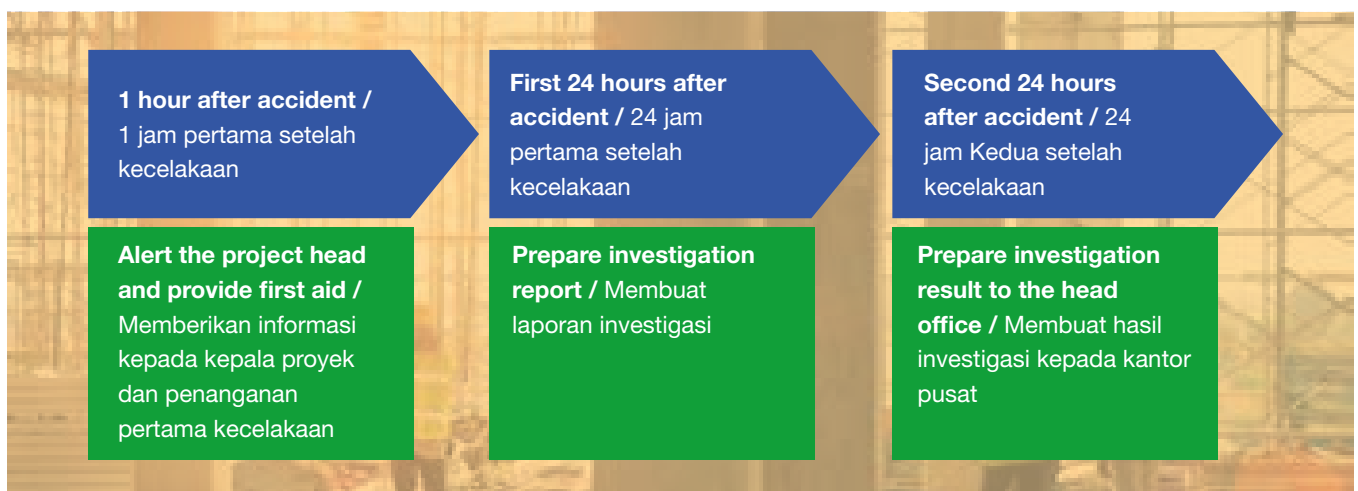 1 hour after accident /
1 jam pertama setelah
kecelakaan
Alert the project head
and provide first aid /
Memberikan informasi
kepada kepala proyek
dan penanganan
pertama kecelakaan
First 24 hours after
accident / 24 jam
pertama setelah
kecelakaan
Prepare investigation
report / Membuat
laporan investigasi
Second 24 hours
after accident / 24
jam Kedua setelah
kecelakaan
Prepare investigation
result to the head
office / Membuat hasil
investigasi kepada kantor
pusat